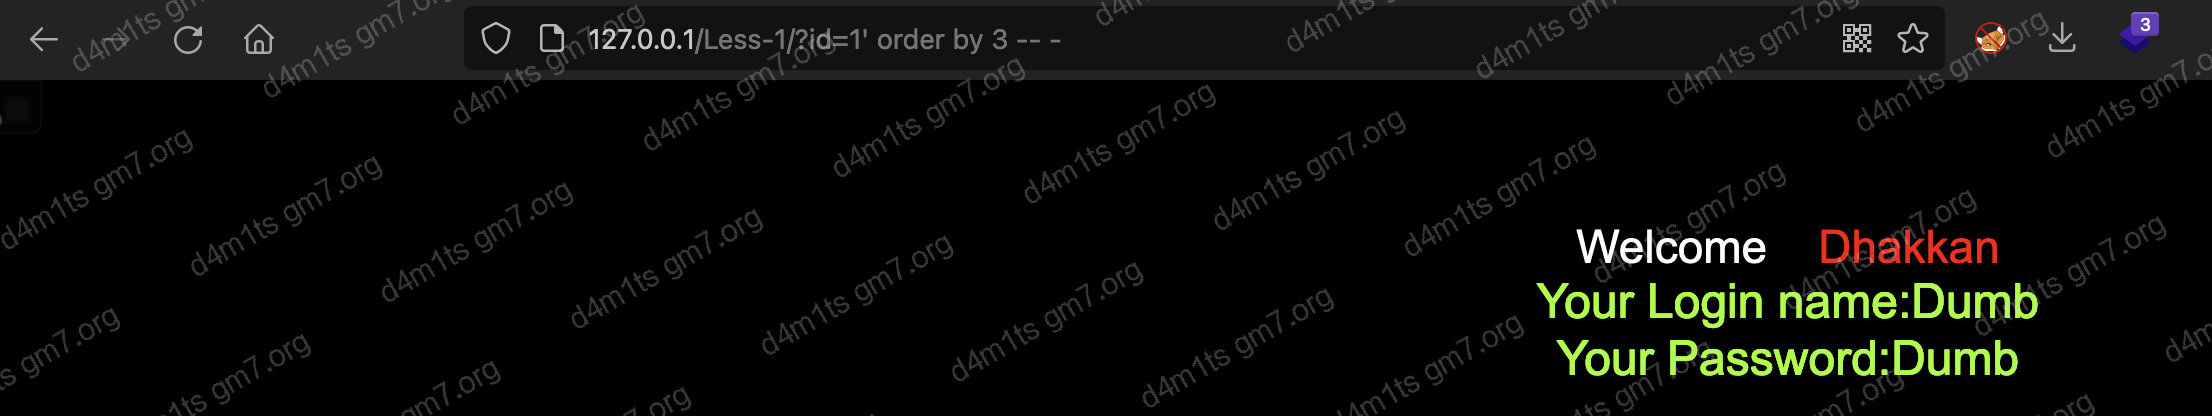 127.0.0.1/Less-1/?id=1' order by 3 -- -
3
Welcome Dhakkan
Your Login name:Dumb
Your Password:Dumb
d4m1ts gm7.org